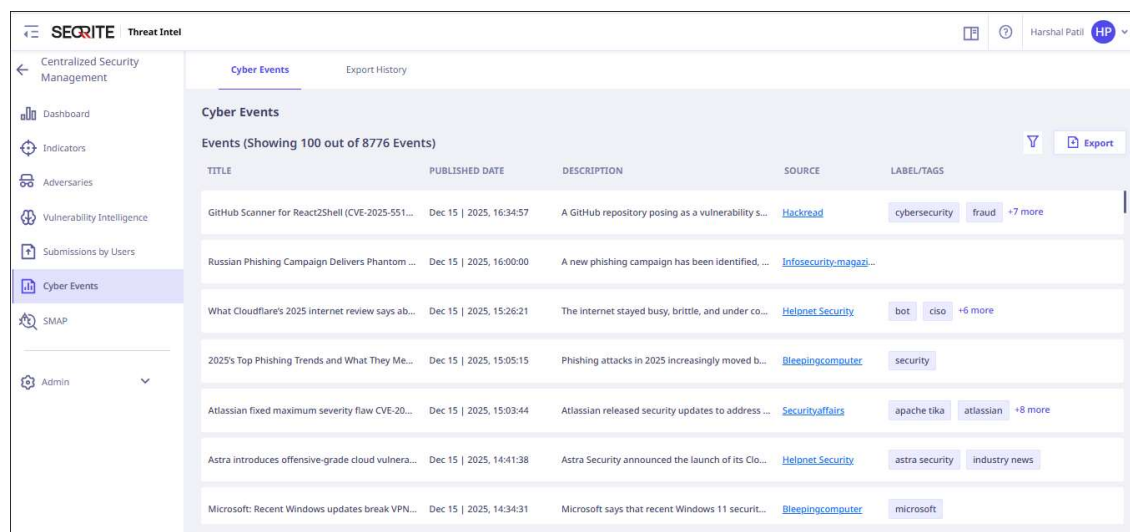 SEQRITE Threat Intel
Harshal Patil HP
Centralized Security
Management
Cyber Events Export History
Dashboard
Indicators
Adversaries
Vulnerability Intelligence
Submissions by Users
Cyber Events
SMAP
Admin
Cyber Events
Events (Showing 100 out of 8776 Events)
Export
TITLE PUBLISHED DATE DESCRIPTION SOURCE LABEL/TAGS
GitHub Scanner for React2Shell (CVE-2025-551... Dec 15 | 2025, 16:34:57 A GitHub repository posing as a vulnerability s... Hackread cybersecurity fraud +7 more
Russian Phishing Campaign Delivers Phantom ... Dec 15 | 2025, 16:00:00 A new phishing campaign has been identified, ... Infosecurity-magazi...
What Cloudflare's 2025 internet review says ab... Dec 15 | 2025, 15:26:21 The internet stayed busy, brittle, and under co... Helpnet Security bot ciso +6 more
2025's Top Phishing Trends and What They Me... Dec 15 | 2025, 15:05:15 Phishing attacks in 2025 increasingly moved b... Bleepingcomputer security
Atlassian fixed maximum severity flaw CVE-20... Dec 15 | 2025, 15:03:44 Atlassian released security updates to address ... Securityaffairs apache tika atlassian +8 more
Astra introduces offensive-grade cloud vulnera... Dec 15 | 2025, 14:41:38 Astra Security announced the launch of its Clo... Helpnet Security astra security industry news
Microsoft: Recent Windows updates break VPN... Dec 15 | 2025, 14:34:31 Microsoft says that recent Windows 11 securit... Bleepingcomputer microsoft